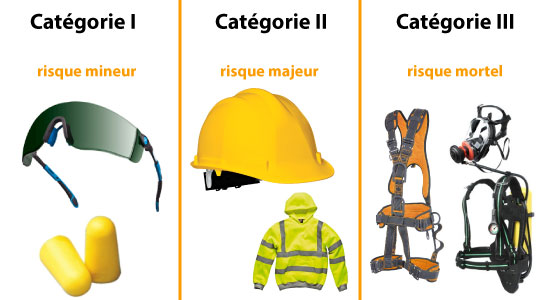 Catégorie I
risque mineur
Catégorie II
risque majeur
Catégorie III
risque mortel